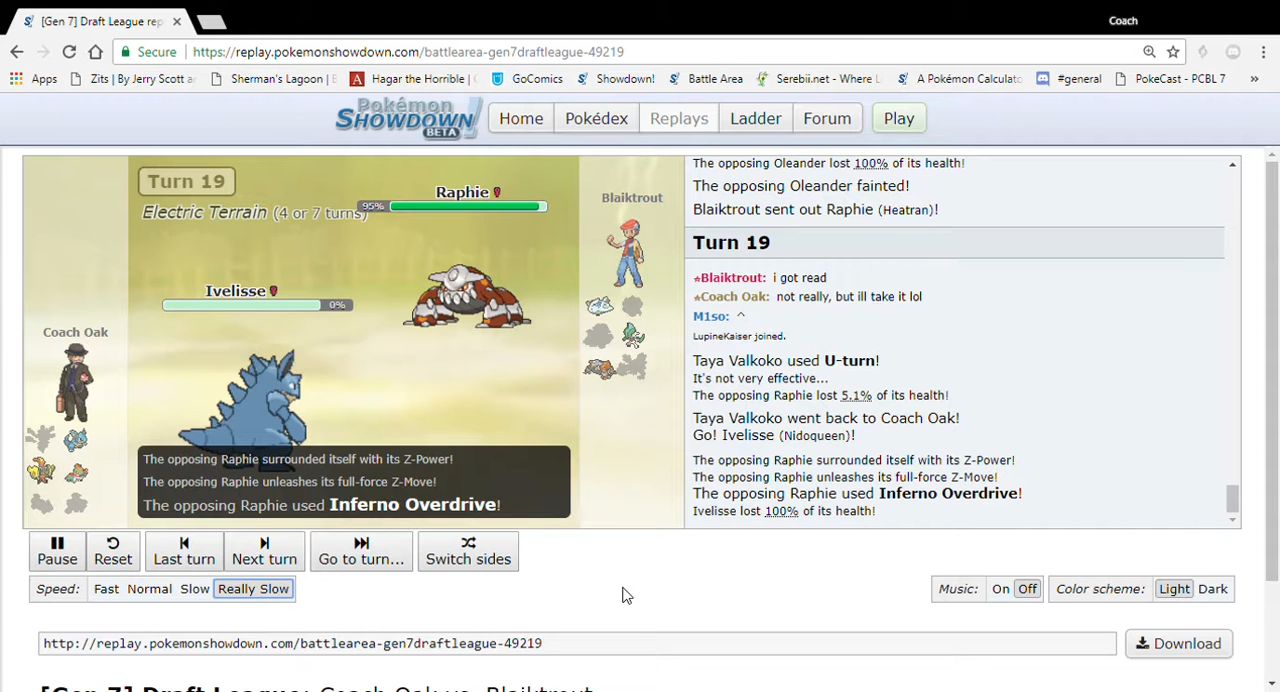 [Gen 7] Draft League rep
Coach
Secure
https://replay.pokemonshowdown.com/battlearea-gen7draftleague-49219
Apps
Zits | By Jerry Scott a
Sherman's Lagoon |
Hagar the Horrible |
GoComics
Showdown!
Battle Area
Serebii.net - Where
A Pokémon Calculato
#general
PokeCast - PCBL 7
»
Pokémon
SHOWDOWN!
BETA
Home
Pokédex
Replays
Ladder
Forum
Play
Turn 19
Electric Terrain (4 or 7 turns)
Raphie
95%
Ivelisse
0%
Coach Oak
Blaiktrout
The opposing Raphie surrounded itself with its Z-Power!
The opposing Raphie unleashes its full-force Z-Move!
The opposing Raphie used Inferno Overdrive!
The opposing Oleander lost 100% of its health!
The opposing Oleander fainted!
Blaiktrout sent out Raphie (Heatran)!
Turn 19
☆Blaiktrout: i got read
☆Coach Oak: not really, but ill take it lol
M1so: ^
LupineKaiser joined.
Taya Valkoko used U-turn!
It's not very effective...
The opposing Raphie lost 5.1% of its health!
Taya Valkoko went back to Coach Oak!
Go! Ivelisse (Nidoqueen)!
The opposing Raphie surrounded itself with its Z-Power!
The opposing Raphie unleashes its full-force Z-Move!
The opposing Raphie used Inferno Overdrive!
Ivelisse lost 100% of its health!
Pause
Reset
Last turn
Next turn
Go to turn...
Switch sides
Speed:
Fast
Normal
Slow
Really Slow
Music:
On
Off
Color scheme:
Light
Dark
http://replay.pokemonshowdown.com/battlearea-gen7draftleague-49219
Download
[Gen 7] Draft League: Coach Oak vs. Blaiktrout